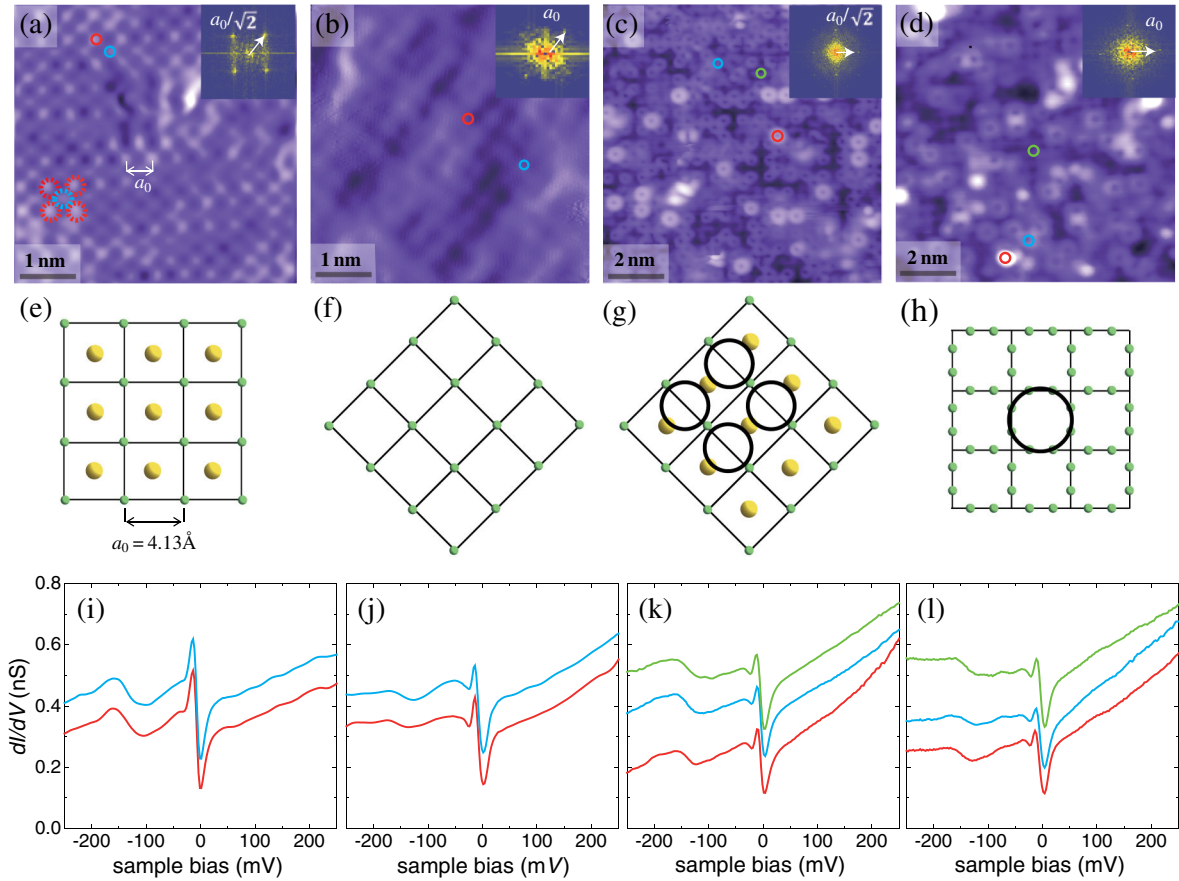 (a)
a₀/√2
a₀
1 nm
(b)
a₀
1 nm
(c)
a₀/√2
2 nm
(d)
a₀
2 nm
(e)
a₀ = 4.13Å
(f)
(g)
(h)
dI/dV (nS)
0.8
0.6
0.4
0.2
0.0
(i)
-200 -100 0 100
sample bias (mV)
(j)
-200 -100 0 100
sample bias (mV)
(k)
-200 -100 0 100
sample bias (mV)
(l)
-200 -100 0 100 200
sample bias (mV)